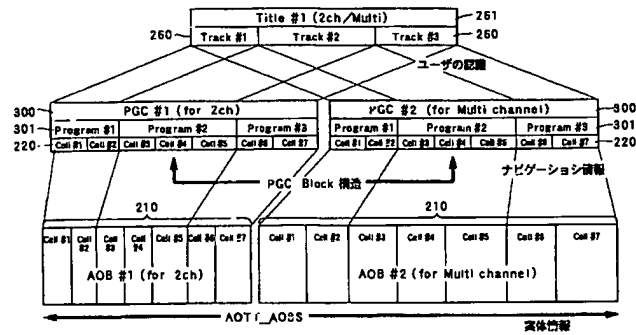 Title #1 (2ch/Multi)
261
260
Track #1
Track #2
Track #3
260
ユーザの認識
300
PGC #1 (for 2ch)
PGC #2 (for Multi channel)
300
301
Program #1
Program #2
Program #3
Program #1
Program #2
Program #3
301
220
Cell #1
Cell #2
Cell #3
Cell #4
Cell #5
Cell #6
Cell #7
Cell #1
Cell #2
Cell #3
Cell #4
Cell #5
Cell #6
Cell #7
220
PGC Block 構造
ナビゲーション情報
210
210
Cell #1
Cell #2
Cell #3
Cell #4
Cell #5
Cell #6
Cell #7
Cell #1
Cell #2
Cell #3
Cell #4
Cell #5
Cell #6
Cell #7
AOB #1 (for 2ch)
AOB #2 (for Multi channel)
AOTT_AOBS
実体情報